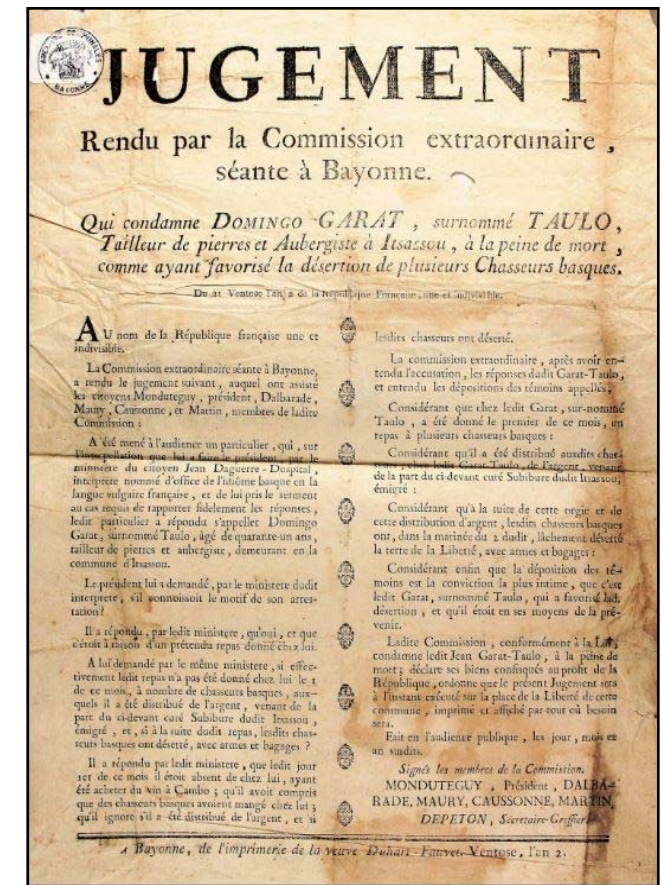 JUGEMENT
Rendu par la Commission extraordinaire,
séante à Bayonne.
Qui condamne DOMINGO GARAT, surnommé TAULO,
Tailleur de pierres et Aubergiste à Itsassou, à la peine de mort,
comme ayant favorisé la désertion de plusieurs Chasseurs basques.
Du 21 Ventose l'an 2 de la République Française, une et indivisible.
AU nom de la République française une et
indivisible.
La Commission extraordinaire séante à Bayonne,
a rendu le jugement suivant, auquel ont assisté
les citoyens Monduteguy, président, Dalbarade,
Maury, Caussonne, et Martin, membres de ladite
Commission :
A été mené à l'audience un particulier, qui, sur
l'interpellation que lui a faite le président, par le
ministère du citoyen Jean Daguerre-Dospital,
interprète nommé d'office de l'idiôme basque en la
langue vulgaire française, et de lui pris le serment
au cas requis de rapporter fidelement les réponses,
ledit particulier a répondu s'appeller Domingo
Garat, surnommé Taulo, âgé de quarante-un ans,
tailleur de pierres et aubergiste, demeurant en la
commune d'Itsassou.
Le président lui a demandé, par le ministere dudit
interprete, s'il connoissoit le motif de son arres-
tation?
Il a répondu, par ledit ministere, qu'oui, et que
c'étoit à raison d'un prétendu repas donné chez lui.
A lui demandé par le même ministere, si effec-
tivement ledit repas n'a pas été donné chez lui le 1
de ce mois, à nombre de chasseurs basques, aux-
quels il a été distribué de l'argent, venant de la
part du ci-devant curé Subibure dudit Itsassou,
émigré, et, si à la suite dudit repas, lesdits chas-
seurs basques ont déserté, avec armes et bagages ?
Il a répondu par ledit ministere, que ledit jour
1er de ce mois il étoit absent de chez lui, ayant
été acheter du vin à Cambo ; qu'il avoit compris
que des chasseurs basques avoient mangé chez lui ;
qu'il ignore s'il a été distribué de l'argent, et si
lesdits chasseurs ont déserté.
La commission extraordinaire, après avoir en-
tendu l'accusation, les réponses dudit Garat-Taulo,
et entendu les dépositions des témoins appellés.
Considérant que chez ledit Garat, sur-nommé
Taulo, a été donné le premier de ce mois, un
repas à plusieurs chasseurs basques :
Considérant qu'il a été distribué auxdits chas-
seurs, chez ledit Garat-Taulo, de l'argent, venant
de la part du ci-devant curé Subibure dudit Itsassou,
émigré :
Considérant qu'à la suite de cette orgie et de
cette distribution d'argent, lesdits chasseurs basques
ont, dans la matinée du 2 dudit, lâchement déserté
la terre de la Liberté, avec armes et bagages :
Considérant enfin que la déposition des té-
moins est la conviction la plus intime, que c'est
ledit Garat, surnommé Taulo, qui a favorisé lad.
désertion, et qu'il étoit en ses moyens de la pré-
venir.
Ladite Commission, conformément à la Loi,
condamne ledit Jean Garat-Taulo, à la peine de
mort ; déclare ses biens confisqués au profit de la
République, ordonne que le présent Jugement sera
à l'instant exécuté sur la place de la Liberté de cette
commune, imprimé et affiché par-tout où besoin
sera.
Fait en l'audience publique, les jour, mois et
an susdits.
Signés les membres de la Commission.
MONDUTEGUY, Président, DALBA-
RADE, MAURY, CAUSSONNE, MARTIN,
DEPETON, Sécretaire-Greffier.
A Bayonne, de l'imprimerie de la veuve Duhart-Fauvet. Ventose, l'an 2.